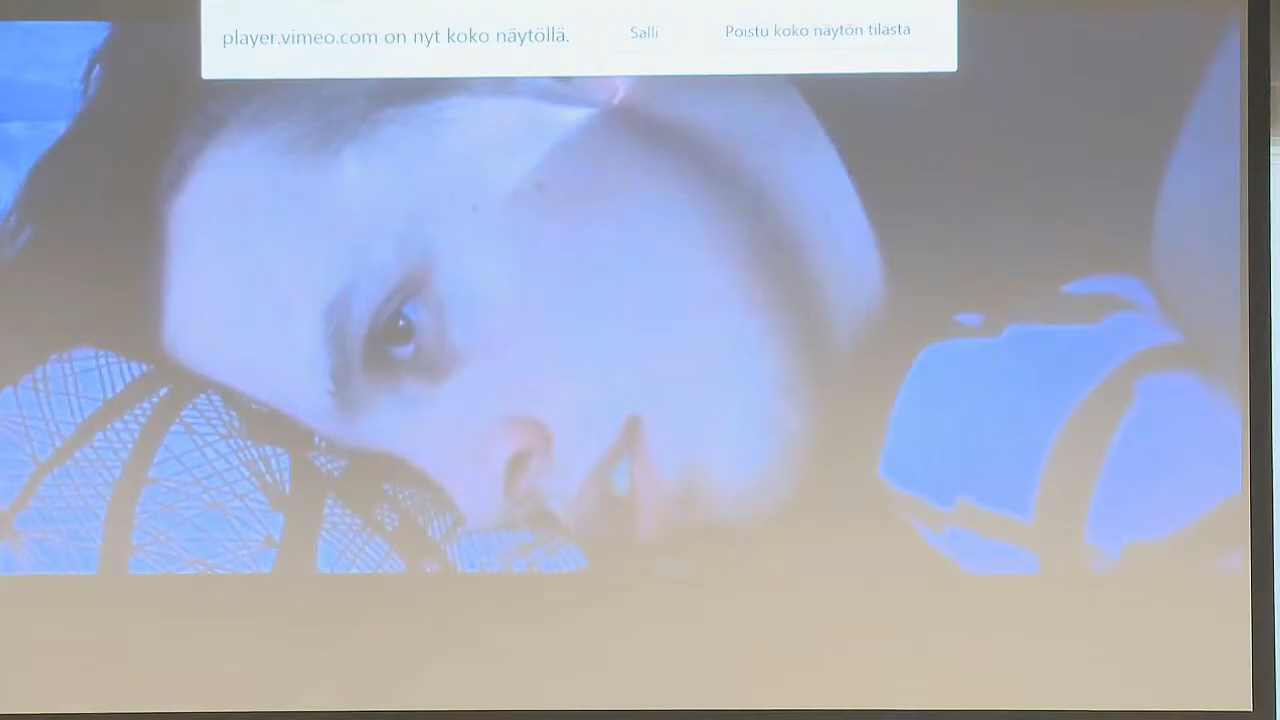 player.vimeo.com on nyt koko näytöllä.
Salli
Poistu koko näytön tilasta